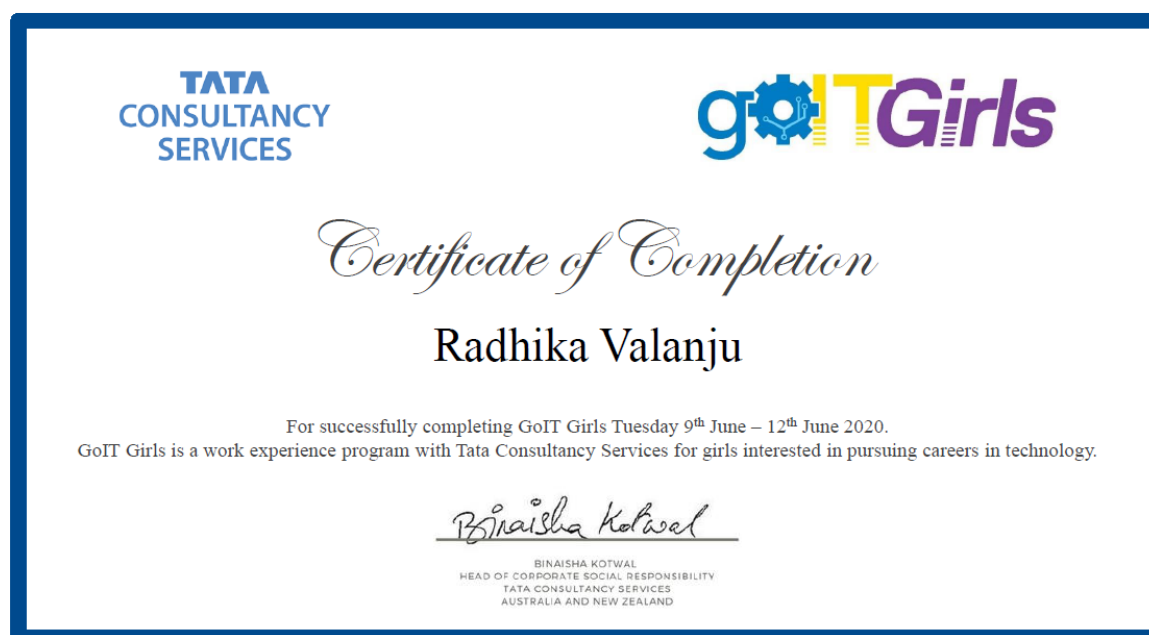 TATA
CONSULTANCY
SERVICES
goITGirls
Certificate of Completion
Radhika Valanju
For successfully completing GoIT Girls Tuesday 9th June – 12th June 2020.
GoIT Girls is a work experience program with Tata Consultancy Services for girls interested in pursuing careers in technology.
Binaisha Kotwal
BINAISHA KOTWAL
HEAD OF CORPORATE SOCIAL RESPONSIBILITY
TATA CONSULTANCY SERVICES
AUSTRALIA AND NEW ZEALAND